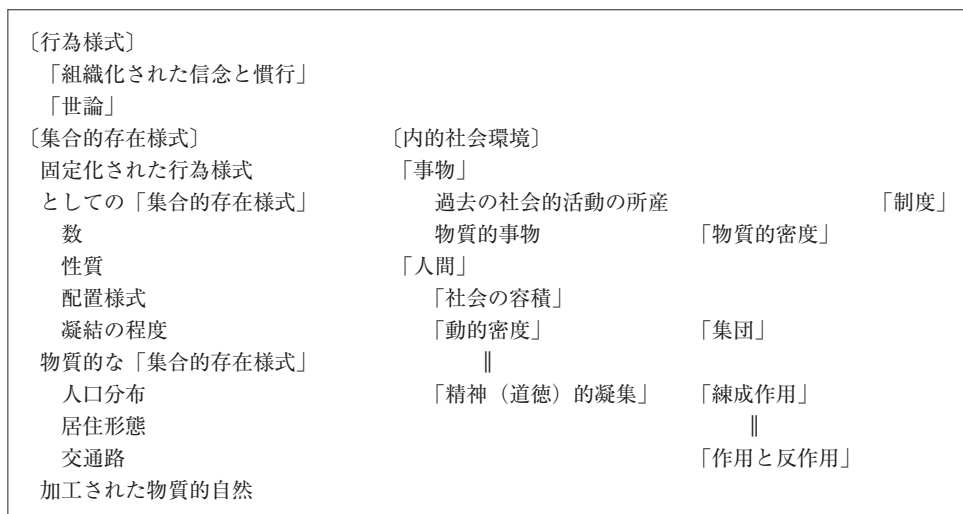 〔行為様式〕
「組織化された信念と慣行」
「世論」
〔集合的存在様式〕 〔内的社会環境〕
固定化された行為様式 「事物」
としての「集合的存在様式」 過去の社会的活動の所産 「制度」
数 物質的事物 「物質的密度」
性質 「人間」
配置様式 「社会の容積」
凝結の程度 「動的密度」 「集団」
物質的な「集合的存在様式」 ‖
人口分布 「精神（道徳）的凝集」 「練成作用」
居住形態 ‖
交通路 「作用と反作用」
加工された物質的自然